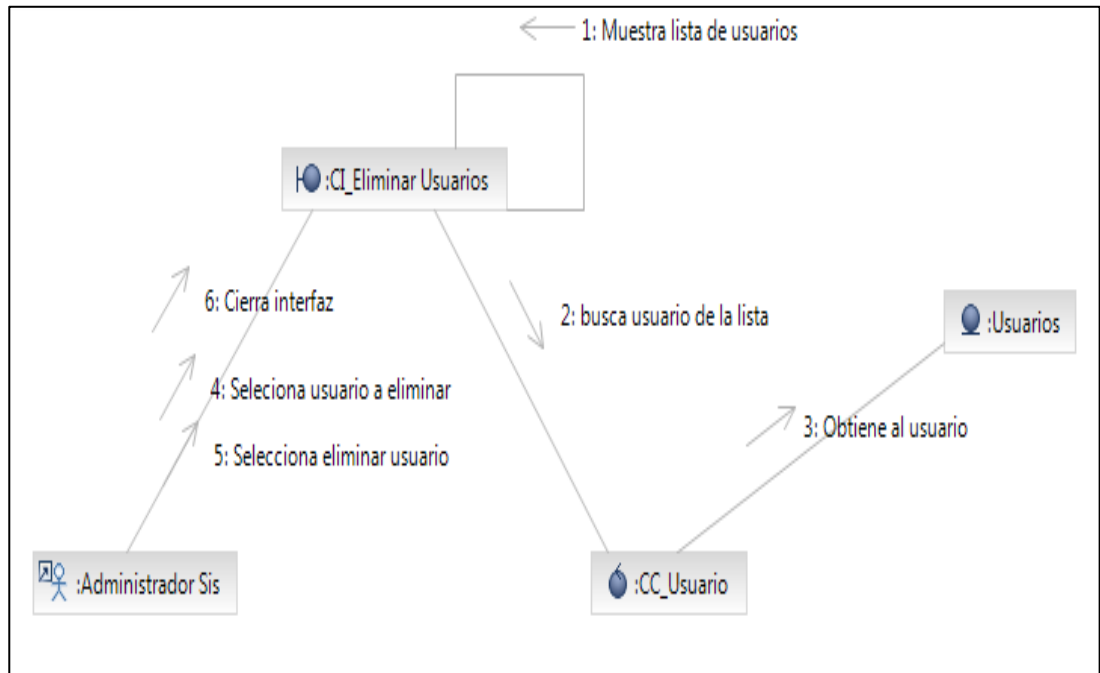 1: Muestra lista de usuarios
:CI_Eliminar Usuarios
6: Cierra interfaz
2: busca usuario de la lista
:Usuarios
4: Seleciona usuario a eliminar
3: Obtiene al usuario
5: Selecciona eliminar usuario
:Administrador Sis
:CC_Usuario